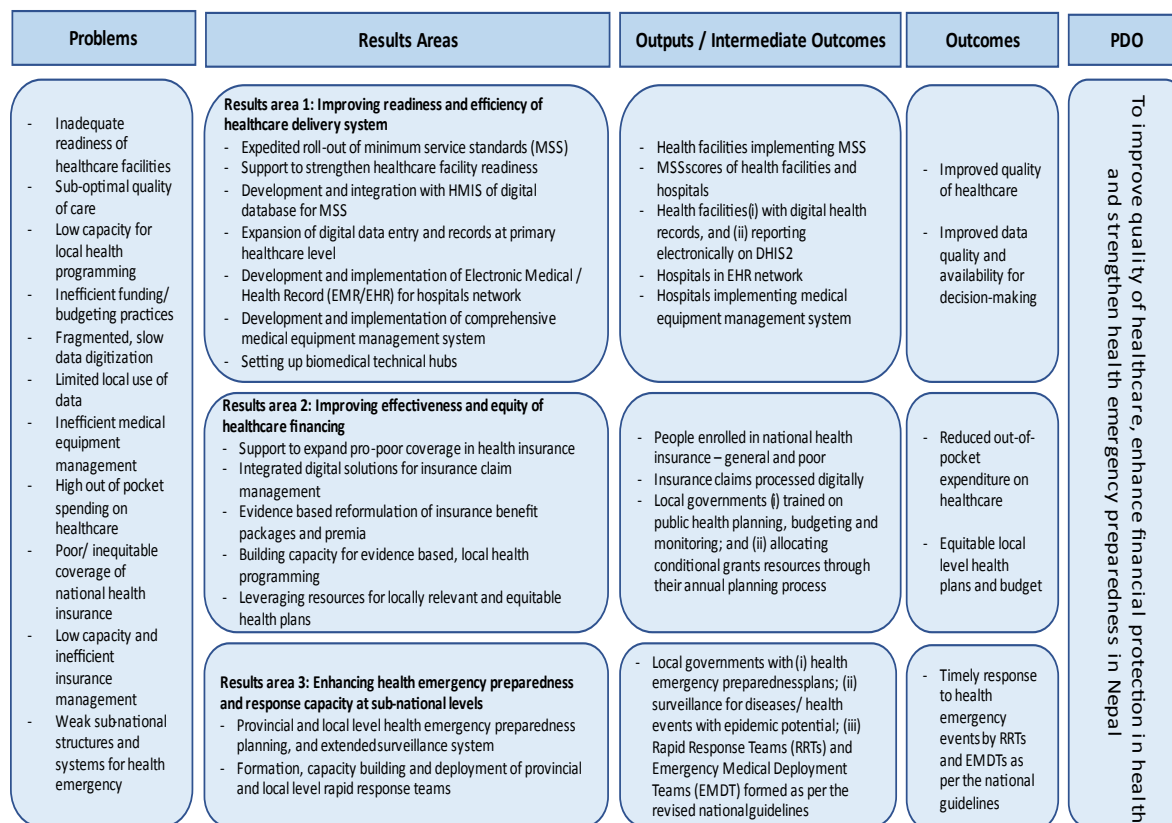 Problems
Results Areas
Outputs / Intermediate Outcomes
Outcomes
PDO
- Inadequate
readiness of
healthcare facilities
- Sub-optimal quality
of care
- Low capacity for
local health
programming
- Inefficient funding/
budgeting practices
- Fragmented, slow
data digitization
- Limited local use of
data
- Inefficient medical
equipment
management
- High out of pocket
spending on
healthcare
- Poor/ inequitable
coverage of
national health
insurance
- Low capacity and
inefficient
insurance
management
- Weak sub-national
structures and
systems for health
emergency
Results area 1: Improving readiness and efficiency of
healthcare delivery system
- Expedited roll-out of minimum service standards (MSS)
- Support to strengthen healthcare facility readiness
- Development and integration with HMIS of digital
database for MSS
- Expansion of digital data entry and records at primary
healthcare level
- Development and implementation of Electronic Medical /
Health Record (EMR/EHR) for hospitals network
- Development and implementation of comprehensive
medical equipment management system
- Setting up biomedical technical hubs
- Health facilities implementing MSS
- MSS scores of health facilities and
hospitals
- Health facilities (i) with digital health
records, and (ii) reporting
electronically on DHIS2
- Hospitals in EHR network
- Hospitals implementing medical
equipment management system
- Improved quality
of healthcare
- Improved data
quality and
availability for
decision-making
Results area 2: Improving effectiveness and equity of
healthcare financing
- Support to expand pro-poor coverage in health insurance
- Integrated digital solutions for insurance claim
management
- Evidence based reformulation of insurance benefit
packages and premia
- Building capacity for evidence based, local health
programming
- Leveraging resources for locally relevant and equitable
health plans
- People enrolled in national health
insurance – general and poor
- Insurance claims processed digitally
- Local governments (i) trained on
public health planning, budgeting and
monitoring; and (ii) allocating
conditional grants resources through
their annual planning process
- Reduced out-of-
pocket
expenditure on
healthcare
- Equitable local
level health
plans and budget
Results area 3: Enhancing health emergency preparedness
and response capacity at sub-national levels
- Provincial and local level health emergency preparedness
planning, and extended surveillance system
- Formation, capacity building and deployment of provincial
and local level rapid response teams
- Local governments with (i) health
emergency preparedness plans; (ii)
surveillance for diseases/ health
events with epidemic potential; (iii)
Rapid Response Teams (RRTs) and
Emergency Medical Deployment
Teams (EMDT) formed as per the
revised national guidelines
- Timely response
to health
emergency
events by RRTs
and EMDTs as
per the national
guidelines
To improve quality of healthcare, enhance financial protection in health
and strengthen health emergency preparedness in Nepal